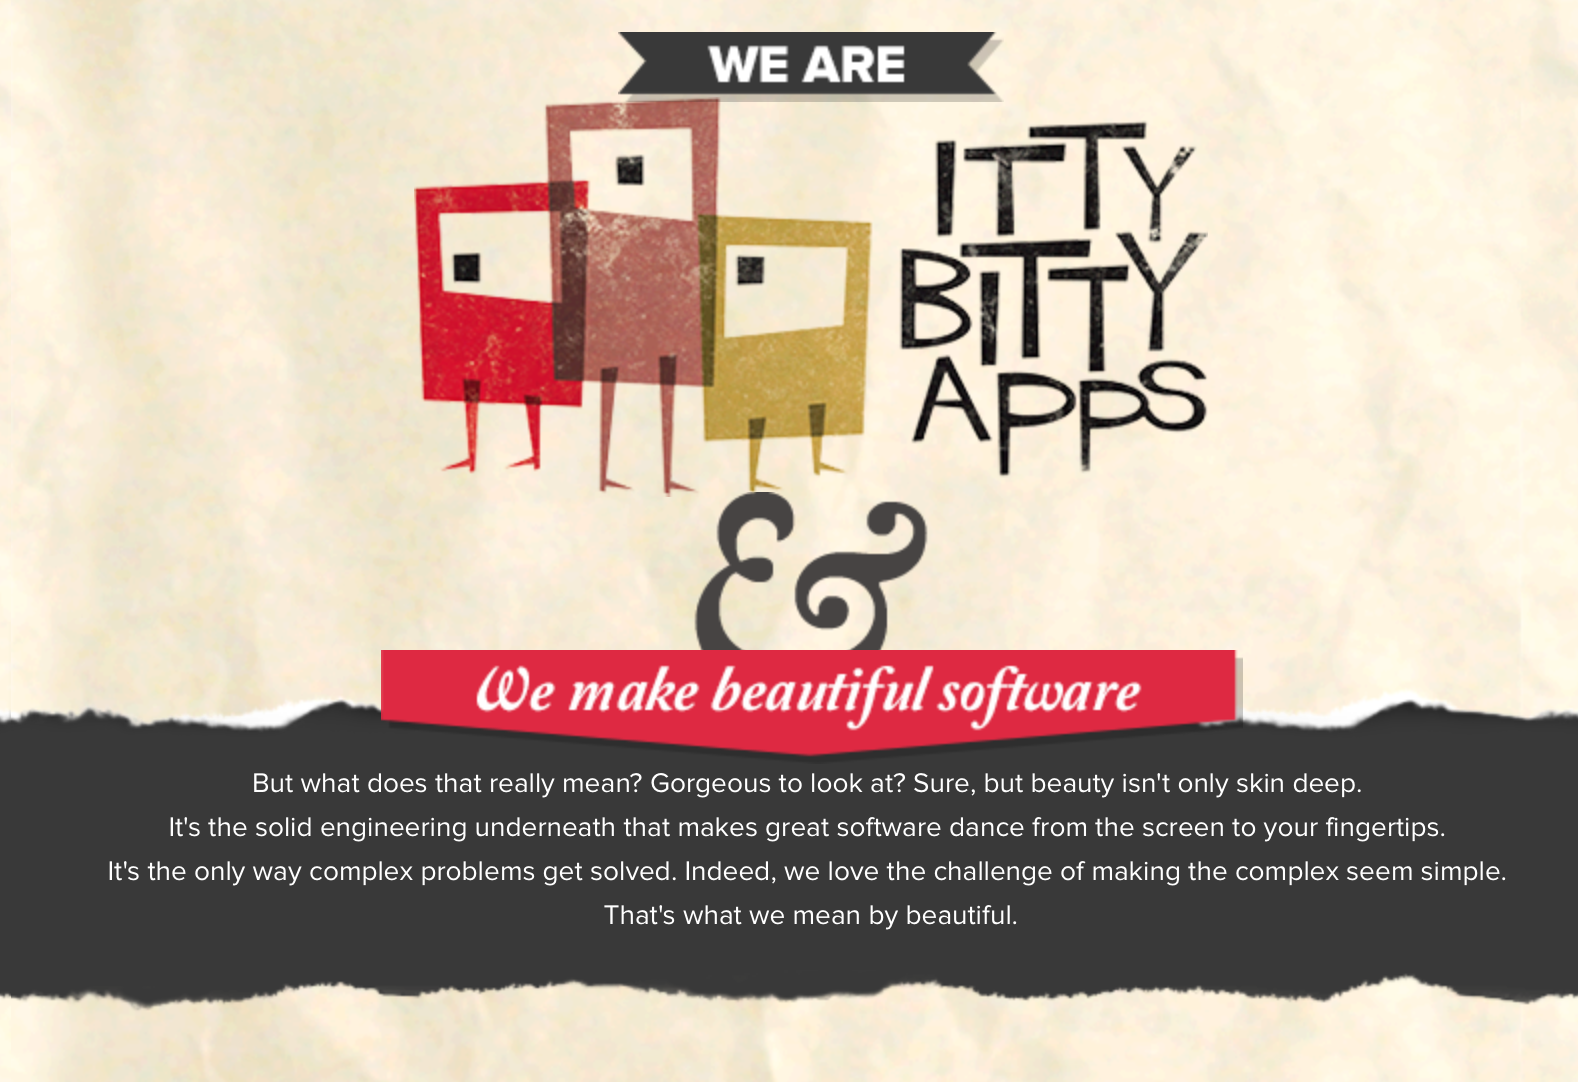 WE ARE
ITTY
BiTTY
APPS
&
We make beautiful software
But what does that really mean? Gorgeous to look at? Sure, but beauty isn't only skin deep.
It's the solid engineering underneath that makes great software dance from the screen to your fingertips.
It's the only way complex problems get solved. Indeed, we love the challenge of making the complex seem simple.
That's what we mean by beautiful.